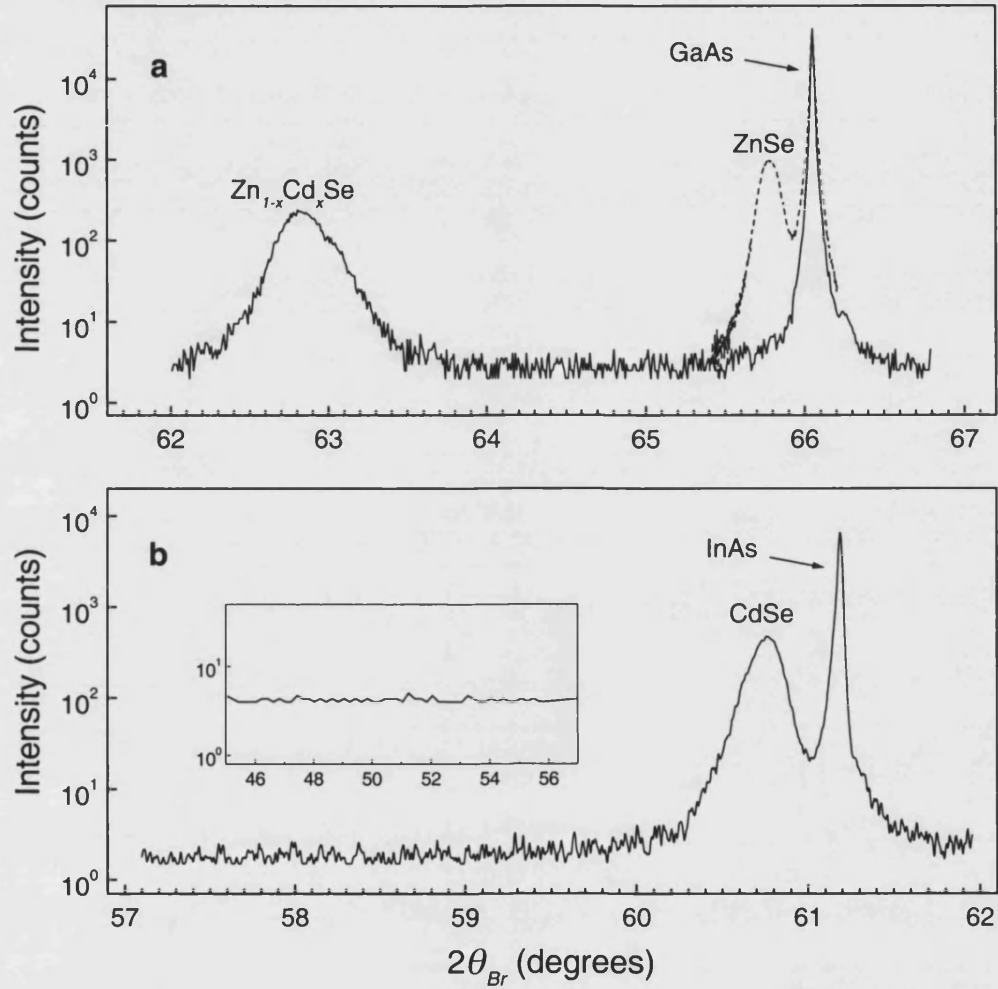 a
GaAs
ZnSe
Zn1-xCdxSe
Intensity (counts)
10^4
10^3
10^2
10^1
10^0
62 63 64 65 66 67
b
InAs
CdSe
Intensity (counts)
10^4
10^3
10^2
10^1
10^0
10^1
10^0
46 48 50 52 54 56
57 58 59 60 61 62
2θBr (degrees)